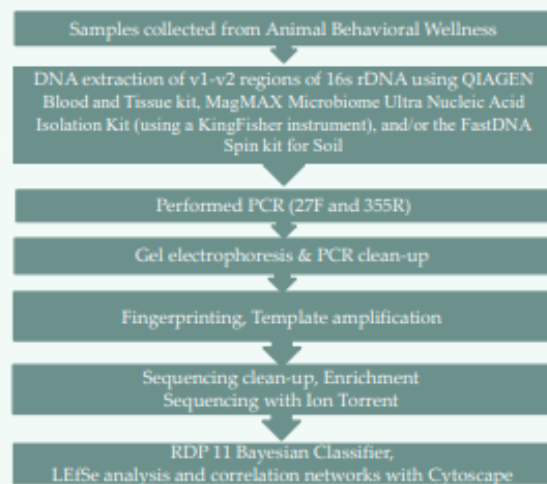 Samples collected from Animal Behavioral Wellness
DNA extraction of v1-v2 regions of 16s rDNA using QIAGEN
Blood and Tissue kit, MagMAX Microbiome Ultra Nucleic Acid
Isolation Kit (using a KingFisher instrument), and/or the FastDNA
Spin kit for Soil
Performed PCR (27F and 355R)
Gel electrophoresis & PCR clean-up
Fingerprinting, Template amplification
Sequencing clean-up, Enrichment
Sequencing with Ion Torrent
RDP 11 Bayesian Classifier,
LEfSe analysis and correlation networks with Cytoscape